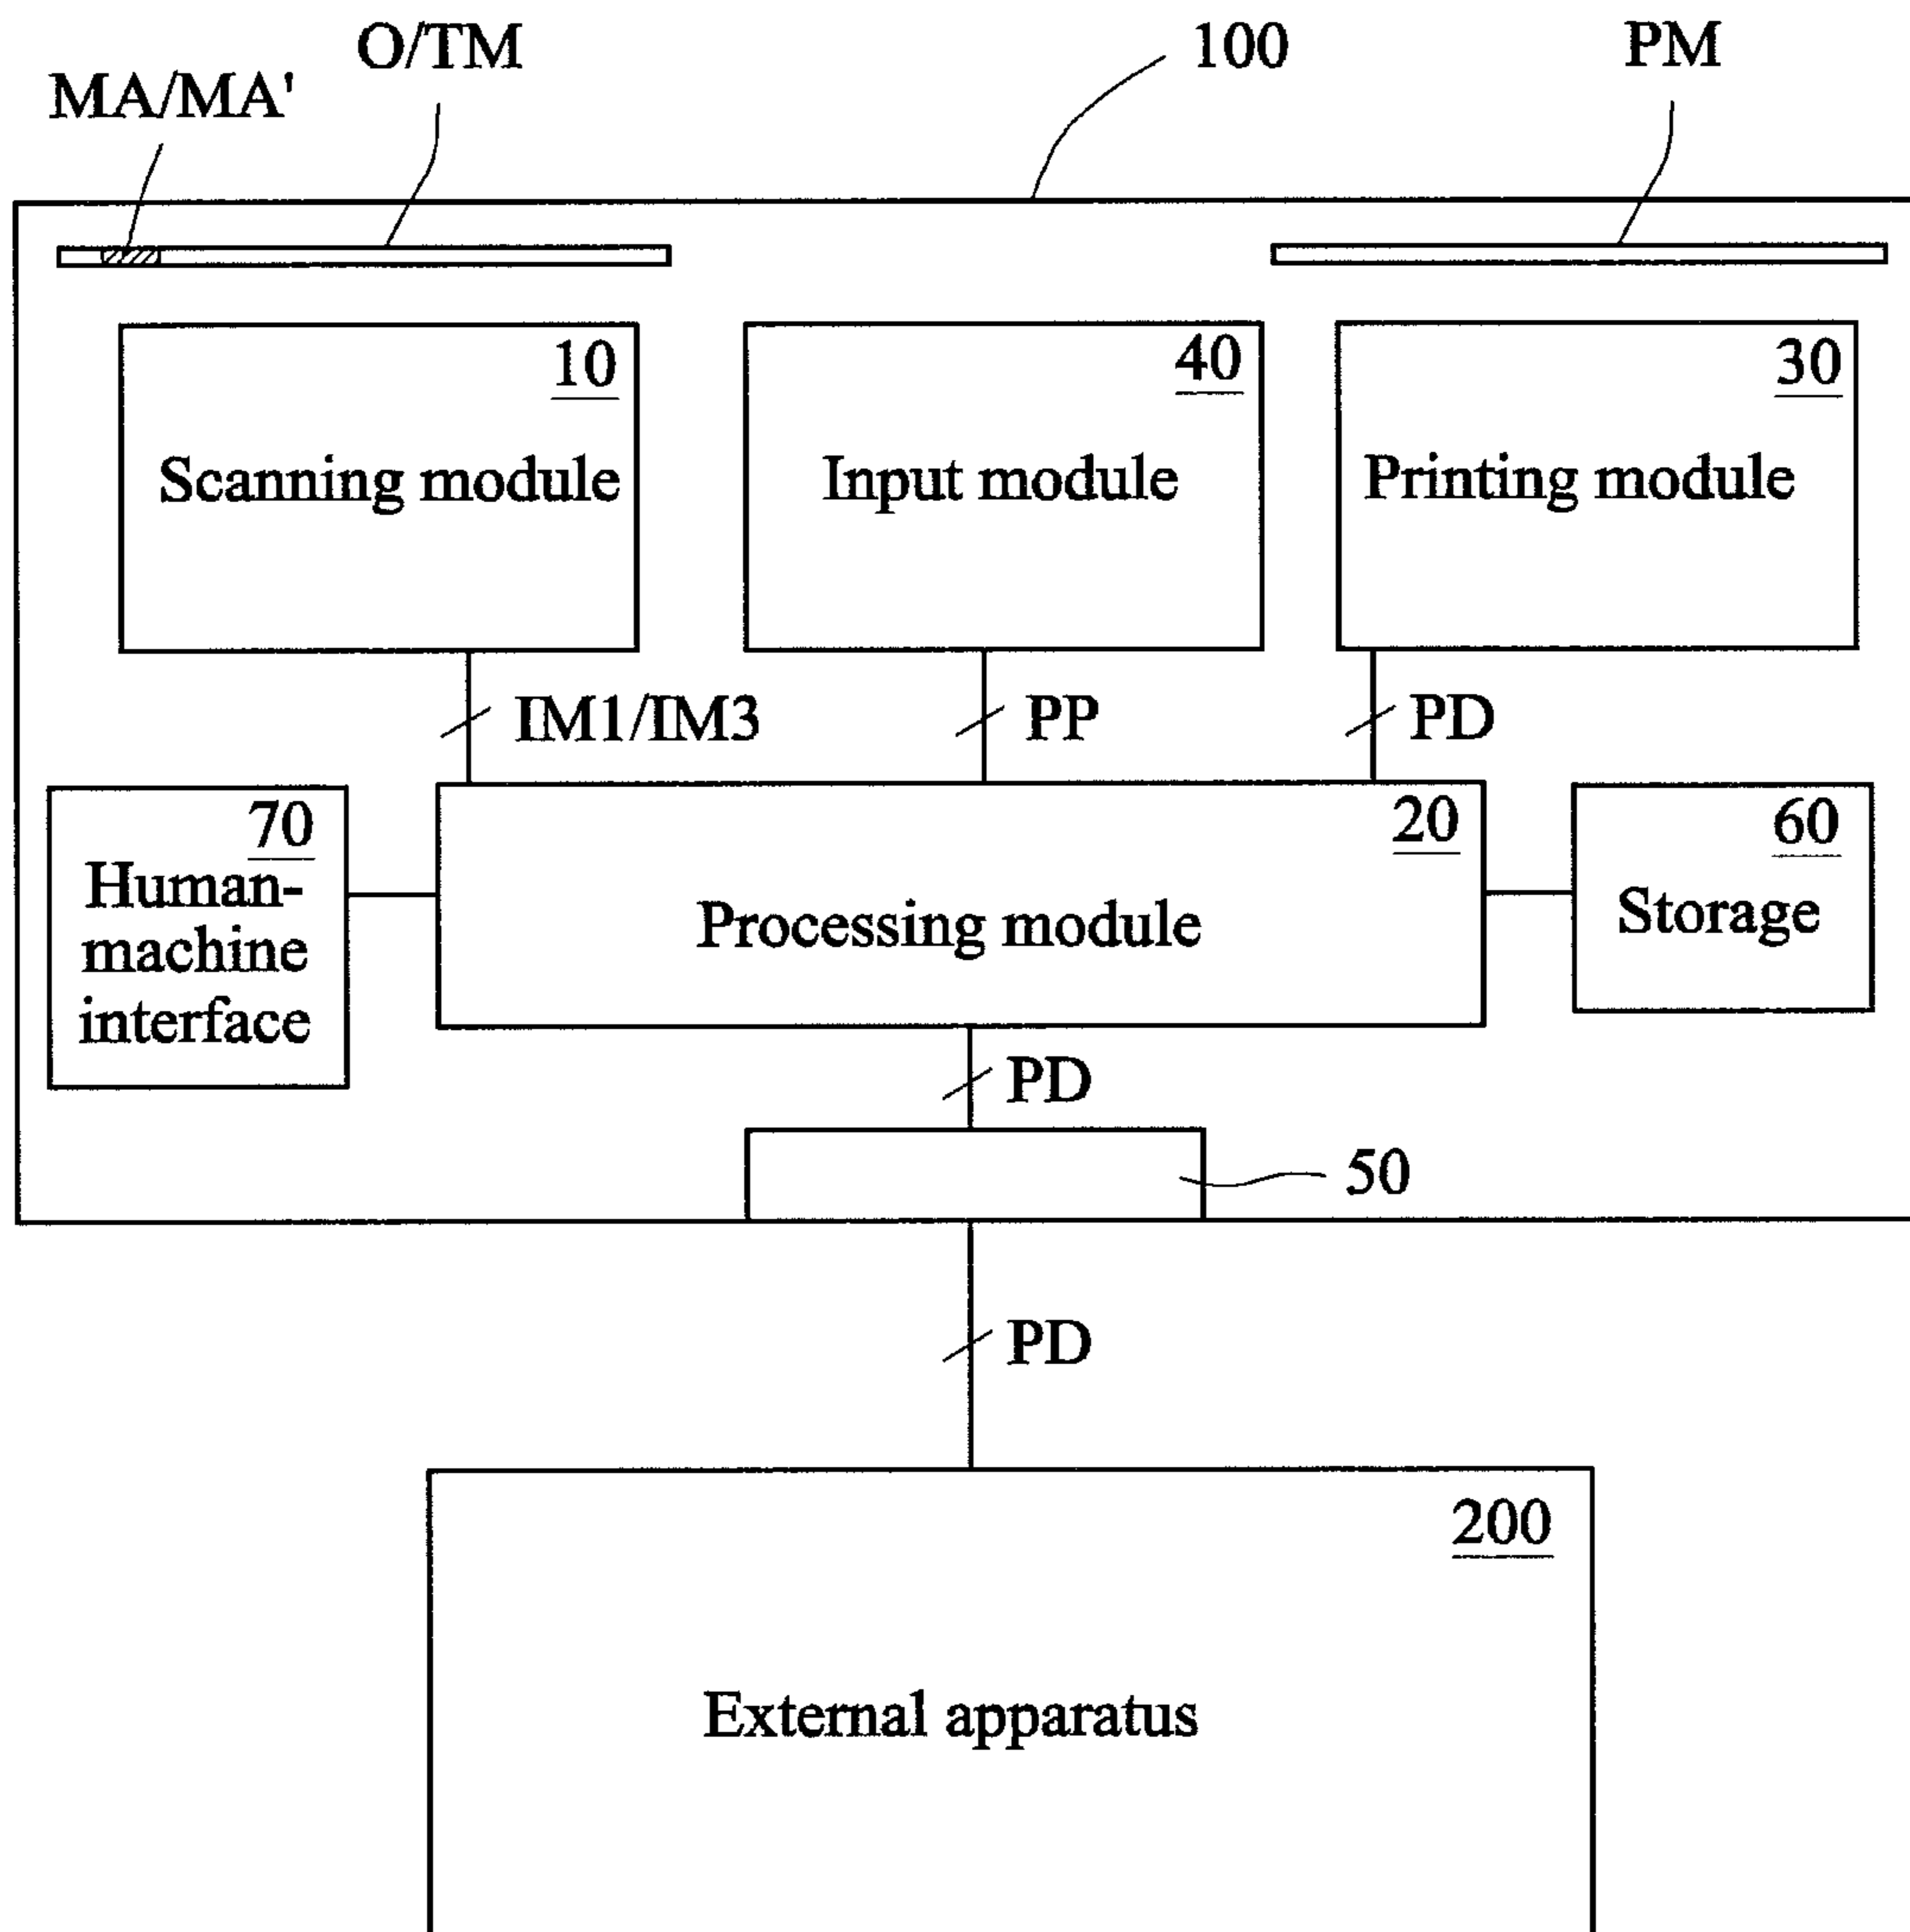 O/TM
100
PM
MA/MA'
10
Scanning module
40
Input module
30
Printing module
IM1/IM3
PP
PD
70
Human-
machine
interface
20
Processing module
60
Storage
PD
50
PD
200
External apparatus